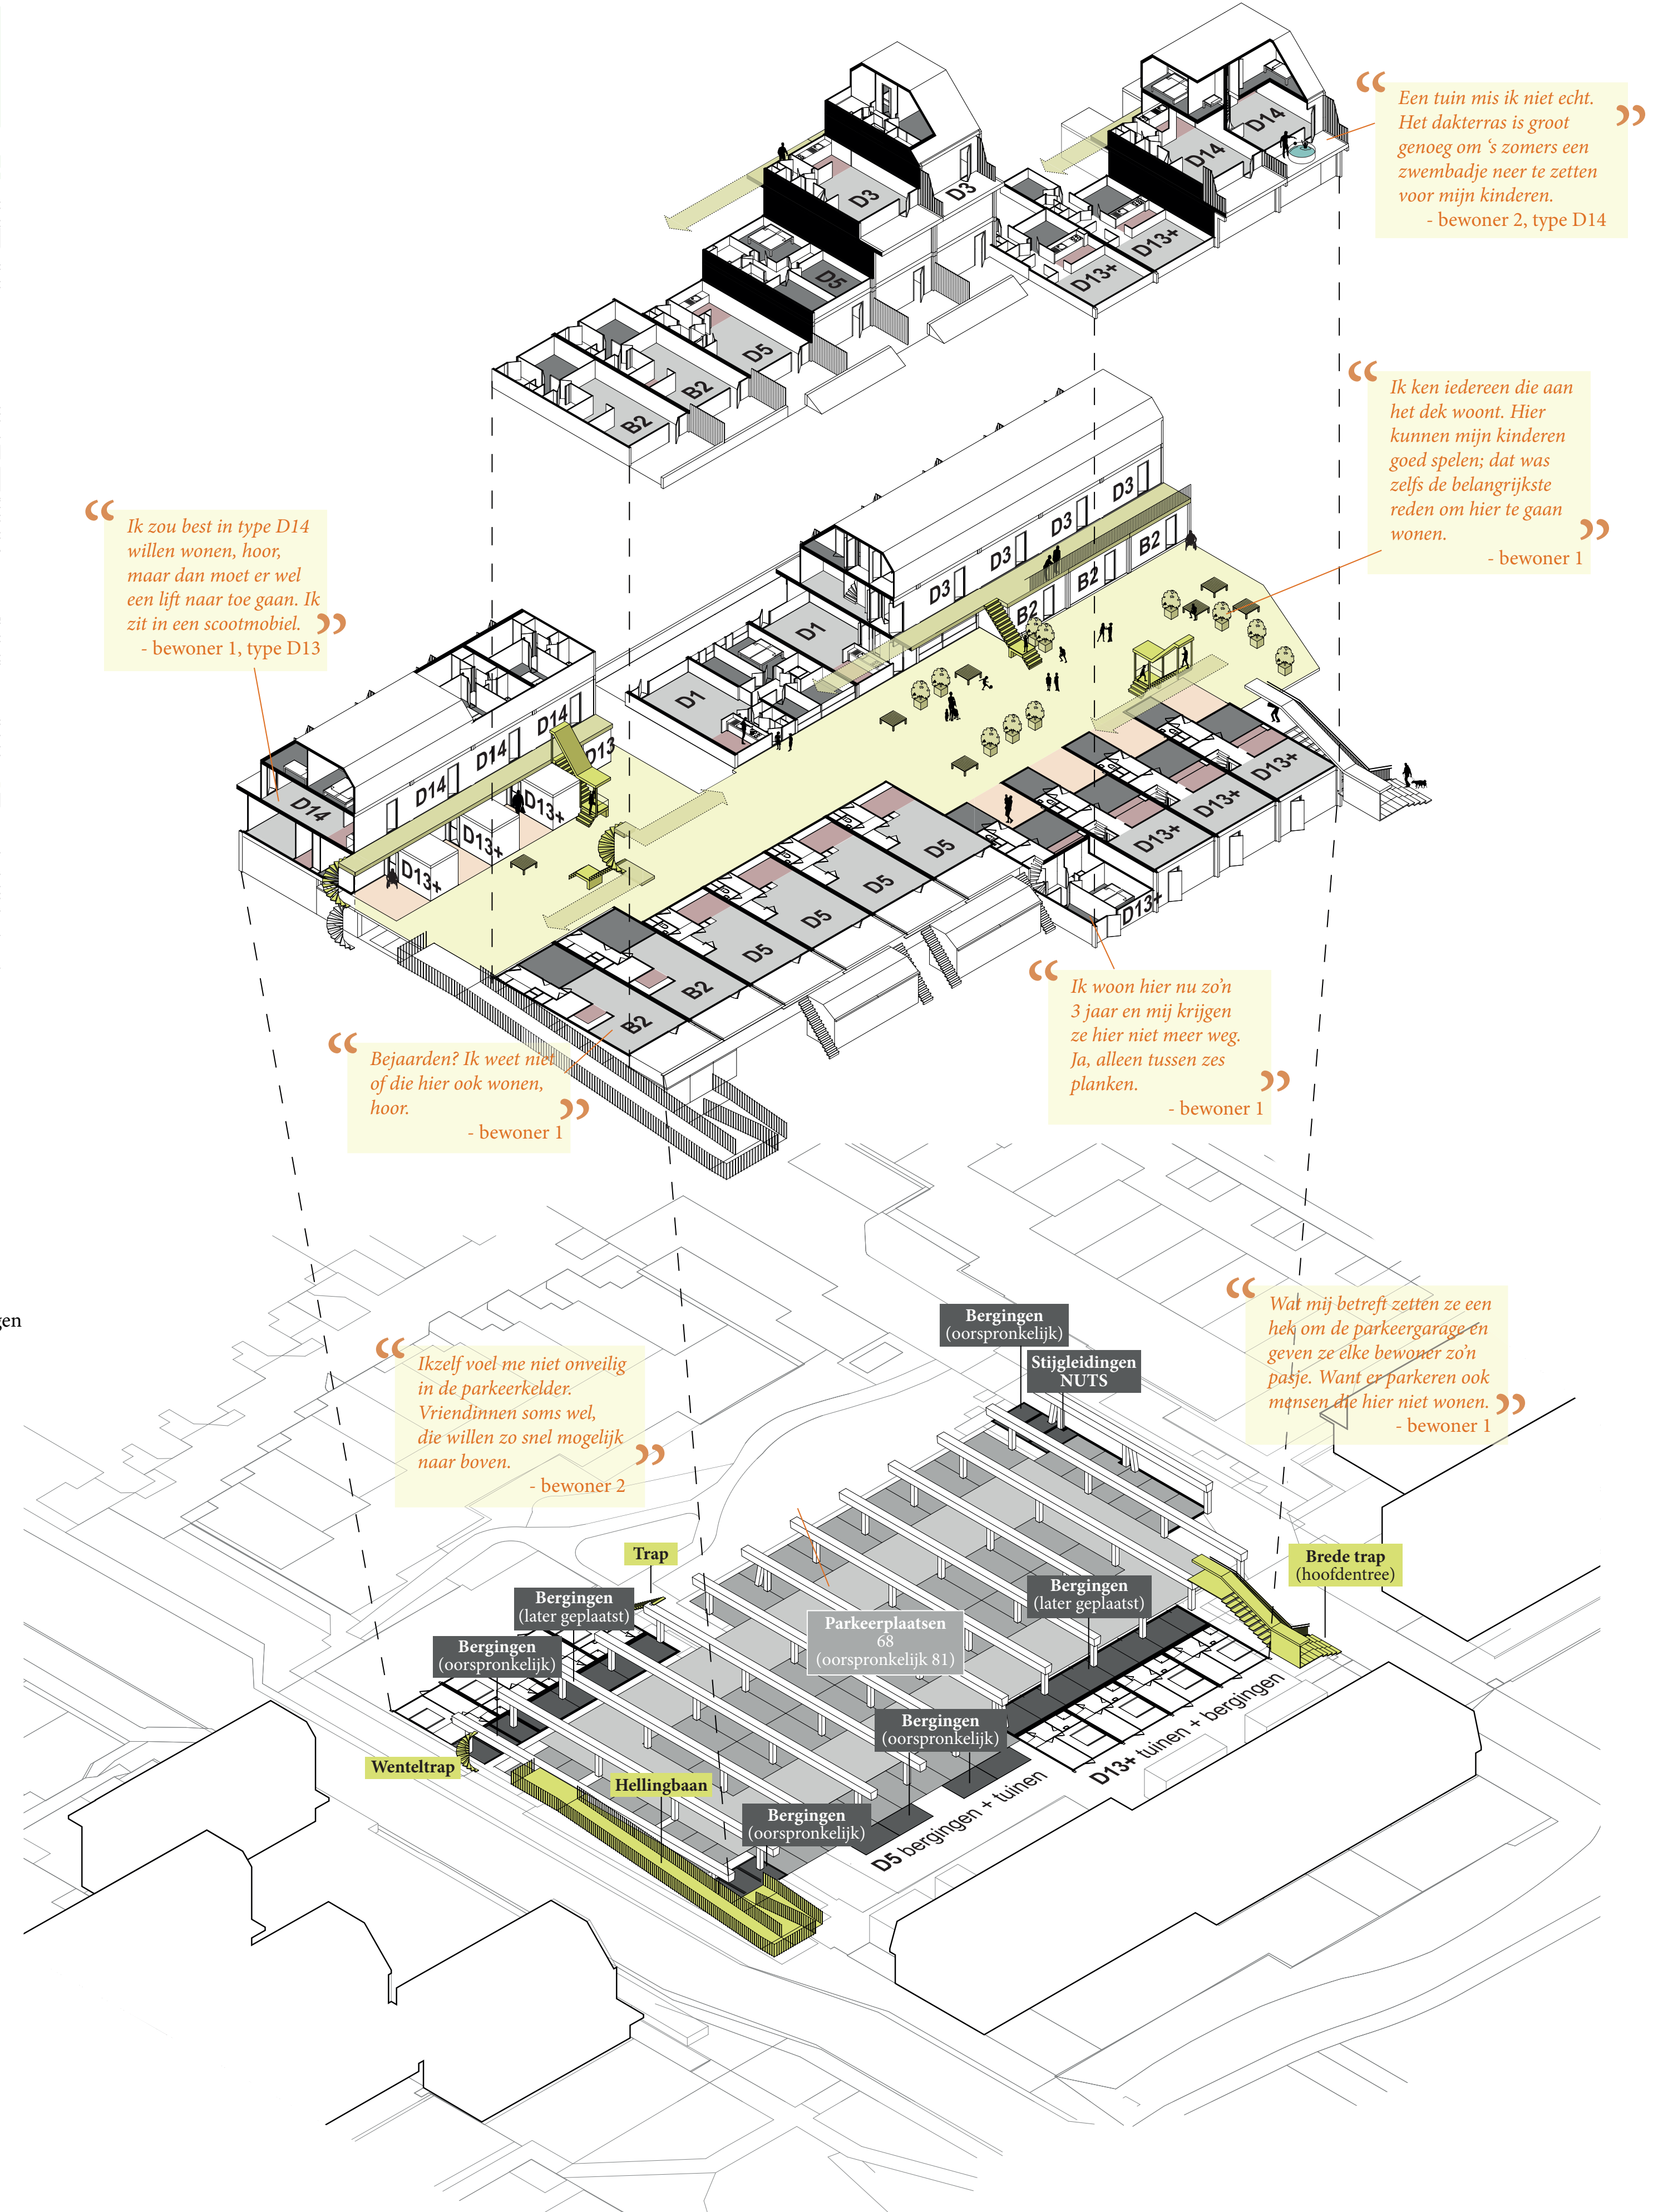 “ Een tuin mis ik niet echt.
Het dakterras is groot
genoeg om ‘s zomers een
zwembadje neer te zetten
voor mijn kinderen. ”
- bewoner 2, type D14
D14
D14
D3
D3
D13+
D13+
D5
D5
B2
B2
“ Ik ken iedereen die aan
het dek woont. Hier
kunnen mijn kinderen
goed spelen; dat was
zelfs de belangrijkste
reden om hier te gaan
wonen. ”
- bewoner 1
“ Ik zou best in type D14
willen wonen, hoor,
maar dan moet er wel
een lift naar toe gaan. Ik
zit in een scootmobiel. ”
- bewoner 1, type D13
D3
D3
D3
D3
B2
B2
B2
B2
D1
D1
D14
D14
D14
D14
D13
D13+
D13+
D13+
D13+
D13+
D13+
D13+
D5
D5
D5
D5
B2
B2
“ Ik woon hier nu zo’n
3 jaar en mij krijgen
ze hier niet meer weg.
Ja, alleen tussen zes
planken. ”
- bewoner 1
“ Bejaarden? Ik weet niet
of die hier ook wonen,
hoor. ”
- bewoner 1
gen
“ Wat mij betreft zetten ze een
hek om de parkeergarage en
geven ze elke bewoner zo’n
pasje. Want er parkeren ook
mensen die hier niet wonen. ”
- bewoner 1
“ Ikzelf voel me niet onveilig
in de parkeerkelder.
Vriendinnen soms wel,
die willen zo snel mogelijk
naar boven. ”
- bewoner 2
Bergingen
(oorspronkelijk)
Stijgleidingen
NUTS
Trap
Brede trap
(hoofdentree)
Bergingen
(later geplaatst)
Bergingen
(later geplaatst)
Parkeerplaatsen
68
(oorspronkelijk 81)
Bergingen
(oorspronkelijk)
Bergingen
(oorspronkelijk)
Wenteltrap
Hellingbaan
Bergingen
(oorspronkelijk)
D13+ tuinen + bergingen
D5 bergingen + tuinen